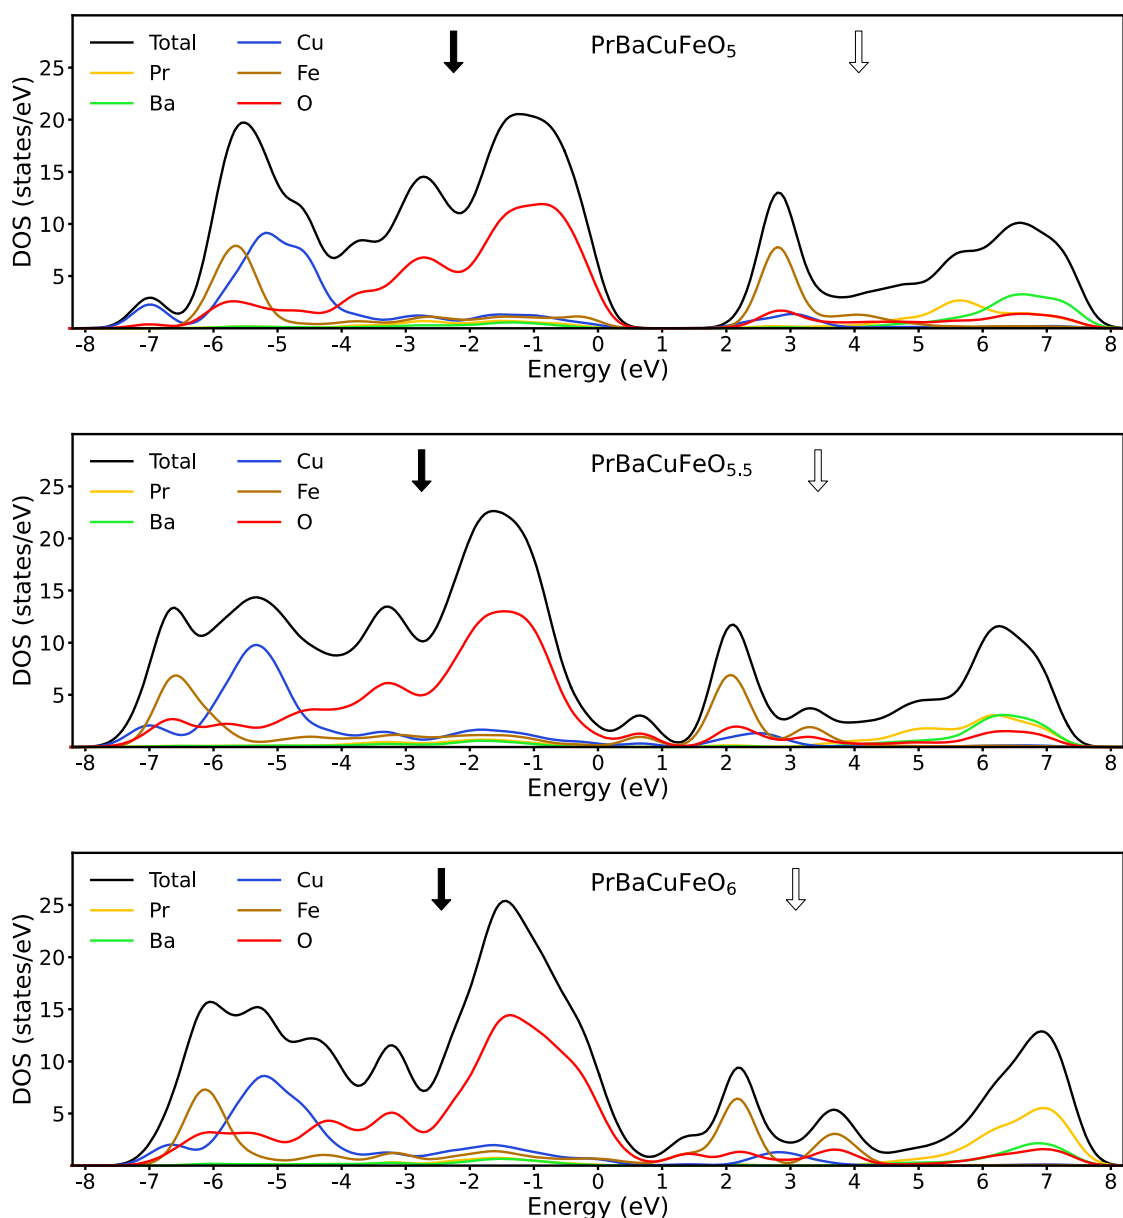 PrBaCuFeO5
Total Cu
Pr Fe
Ba O
DOS (states/eV)
25
20
15
10
5
-8 -7 -6 -5 -4 -3 -2 -1 0 1 2 3 4 5 6 7 8
Energy (eV)
PrBaCuFeO5.5
Total Cu
Pr Fe
Ba O
DOS (states/eV)
25
20
15
10
5
-8 -7 -6 -5 -4 -3 -2 -1 0 1 2 3 4 5 6 7 8
Energy (eV)
PrBaCuFeO6
Total Cu
Pr Fe
Ba O
DOS (states/eV)
25
20
15
10
5
-8 -7 -6 -5 -4 -3 -2 -1 0 1 2 3 4 5 6 7 8
Energy (eV)